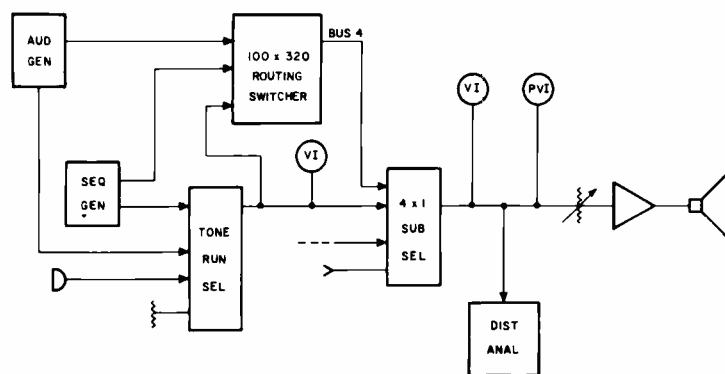 AUD
GEN
100 x 320
ROUTING
SWITCHER
BUS 4
VI
PVI
SEQ
GEN
VI
TONE
RUN
SEL
4 x 1
SUB
SEL
DIST
ANAL